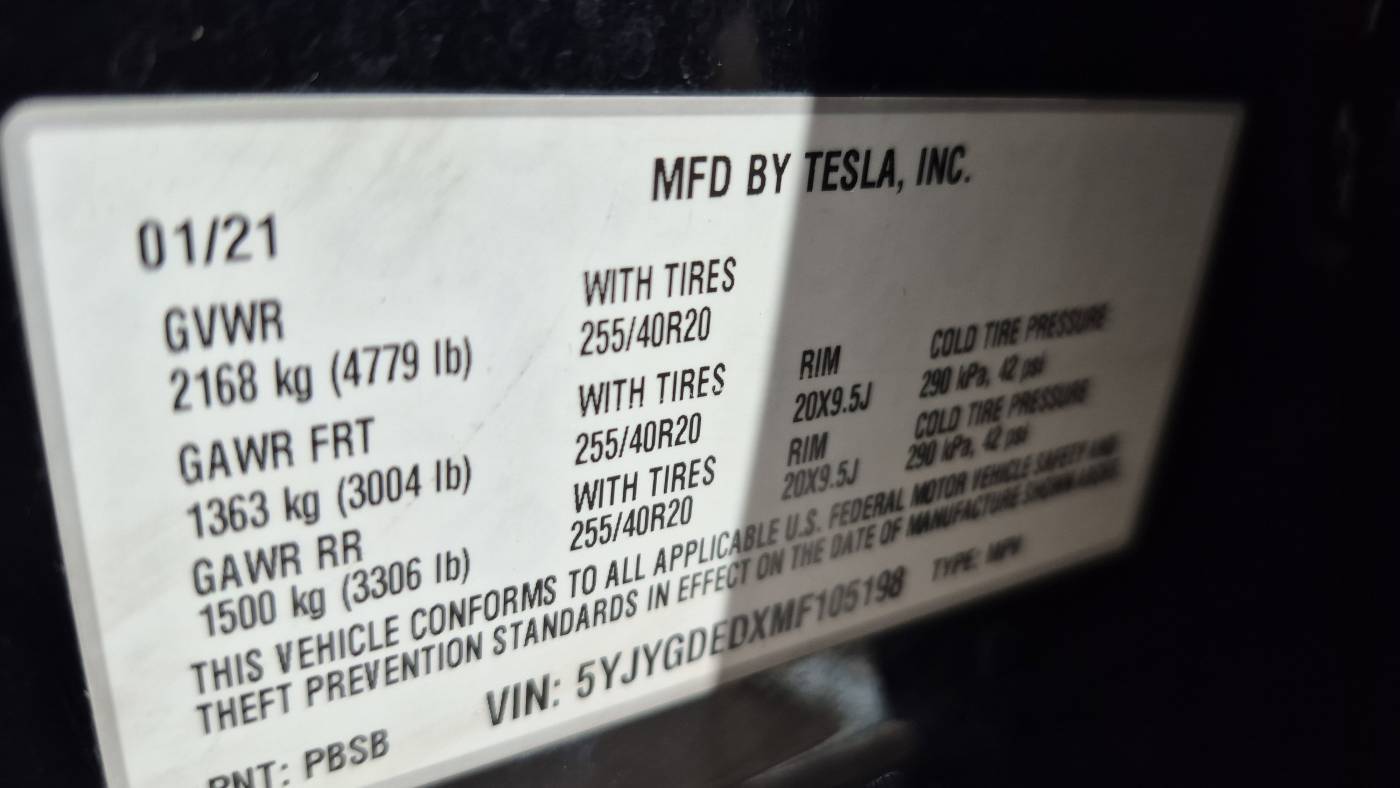 MFD BY TESLA, INC.
01/21
GVWR WITH TIRES
2168 kg (4779 lb) 255/40R20
GAWR FRT WITH TIRES RIM COLD TIRE PRESSURE
1363 kg (3004 lb) 255/40R20 20X9.5J 290 kPa, 42 psi
GAWR RR WITH TIRES RIM COLD TIRE PRESSURE
1500 kg (3306 lb) 255/40R20 20X9.5J 290 kPa, 42 psi
THIS VEHICLE CONFORMS TO ALL APPLICABLE U.S. FEDERAL MOTOR VEHICLE SAFETY AND
THEFT PREVENTION STANDARDS IN EFFECT ON THE DATE OF MANUFACTURE SHOWN ABOVE.
VIN: 5YJYGDEDXMF105198 TYPE: MPV
PNT: PBSB